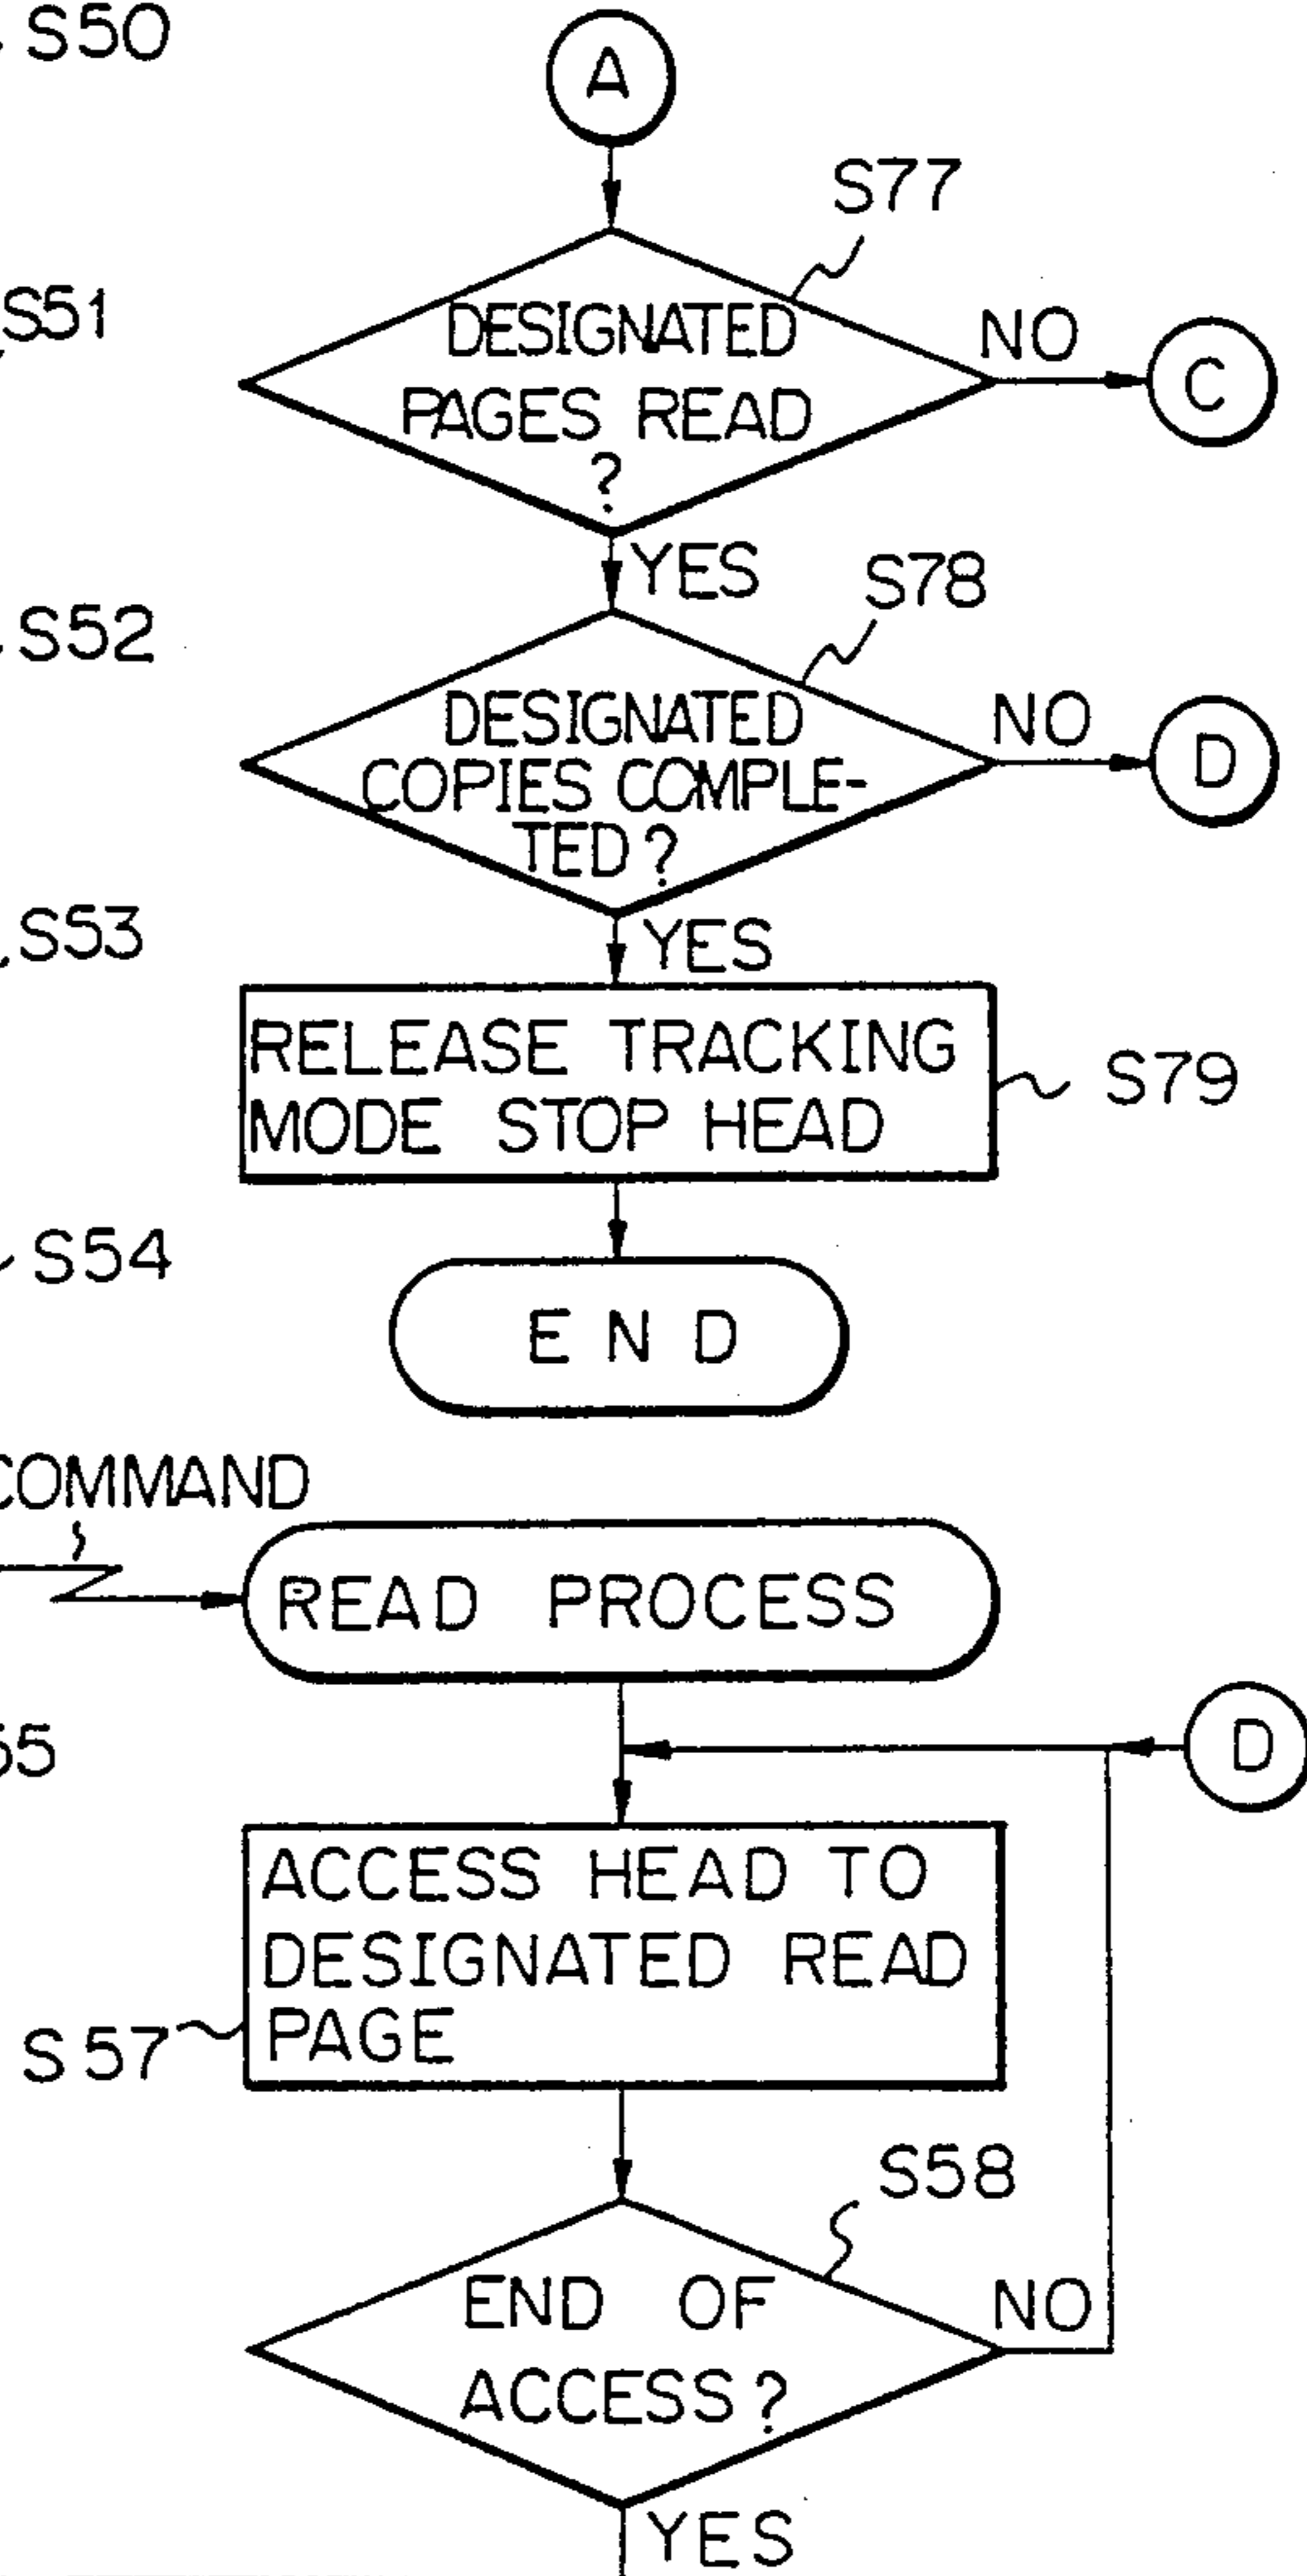 S50
A
S77
S51
DESIGNATED
PAGES READ
?
NO
C
YES
S78
S52
DESIGNATED
COPIES COMPLE-
TED?
NO
D
YES
S53
RELEASE TRACKING
MODE STOP HEAD
S79
S54
END
COMMAND
READ PROCESS
D
55
ACCESS HEAD TO
DESIGNATED READ
PAGE
S57
S58
END OF
ACCESS?
NO
YES